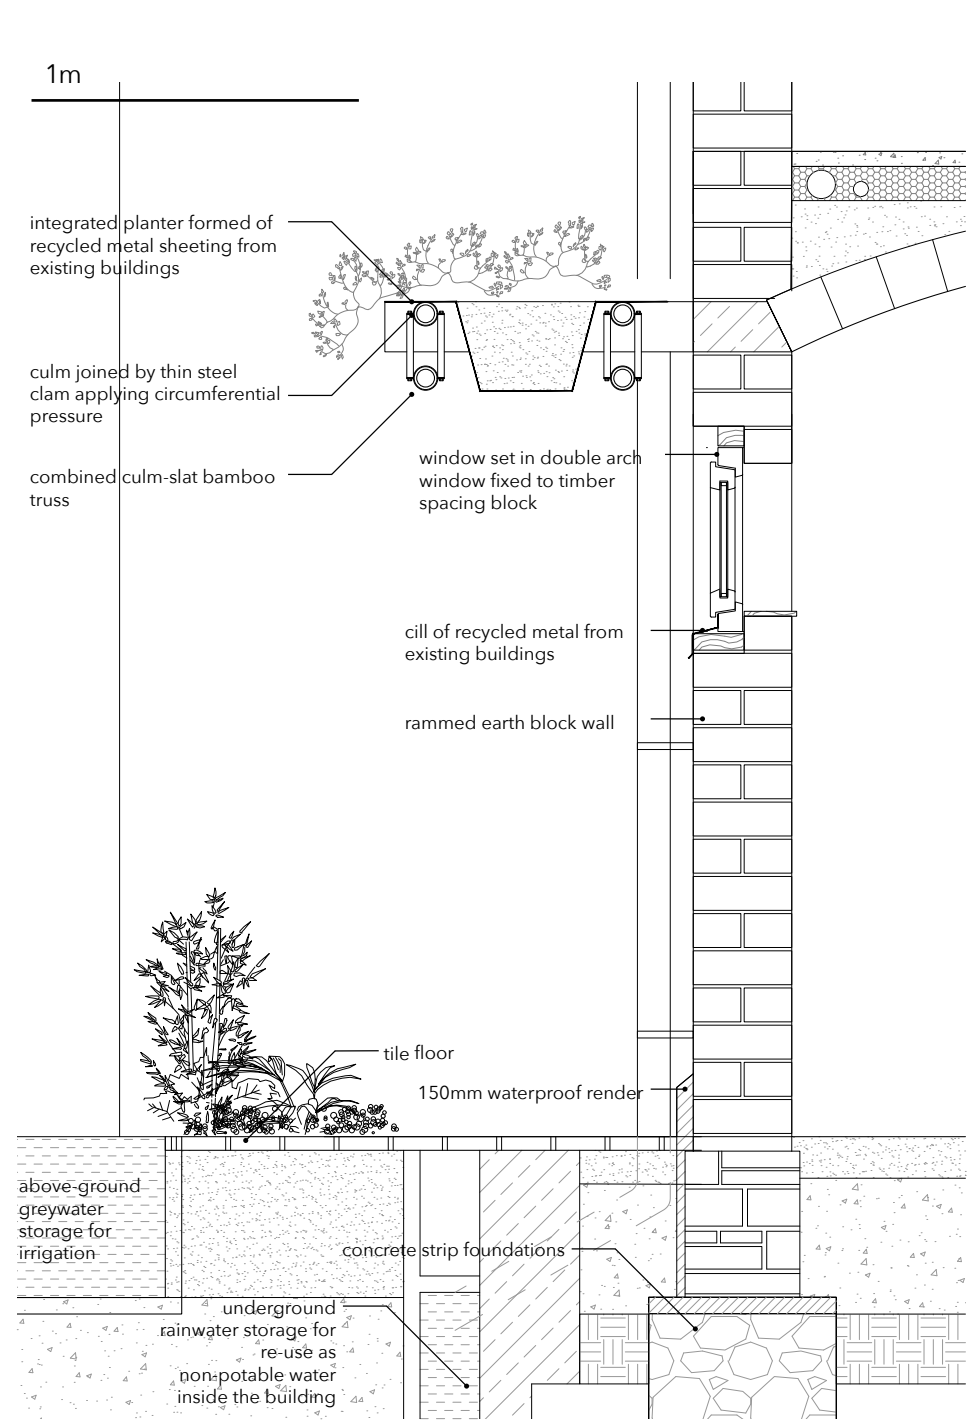 1m
integrated planter formed of
recycled metal sheeting from
existing buildings
culm joined by thin steel
clam applying circumferential
pressure
combined culm-slat bamboo
truss
window set in double arch
window fixed to timber
spacing block
cill of recycled metal from
existing buildings
rammed earth block wall
tile floor
150mm waterproof render
above-ground
greywater
storage for
irrigation
concrete strip foundations
underground
rainwater storage for
re-use as
non-potable water
inside the building